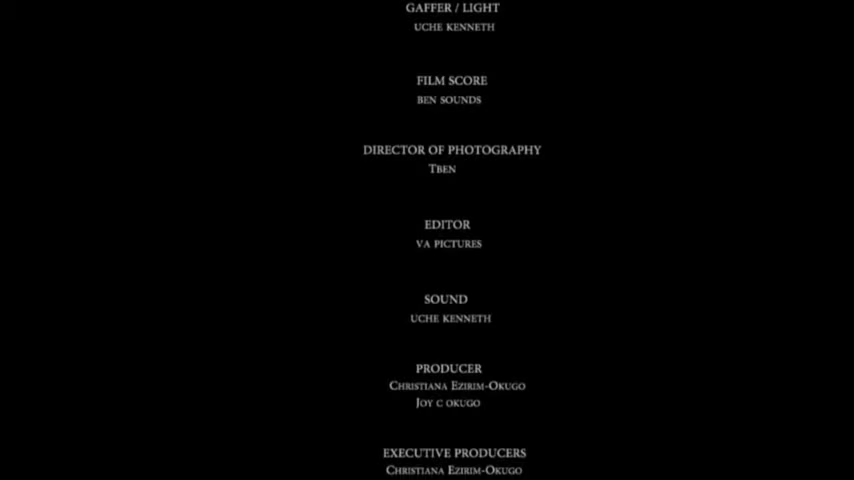 GAFFER / LIGHT
UCHE KENNETH
FILM SCORE
BEN SOUNDS
DIRECTOR OF PHOTOGRAPHY
TBEN
EDITOR
VA PICTURES
SOUND
UCHE KENNETH
PRODUCER
CHRISTIANA EZIRIM-OKUGO
JOY C OKUGO
EXECUTIVE PRODUCERS
CHRISTIANA EZIRIM-OKUGO